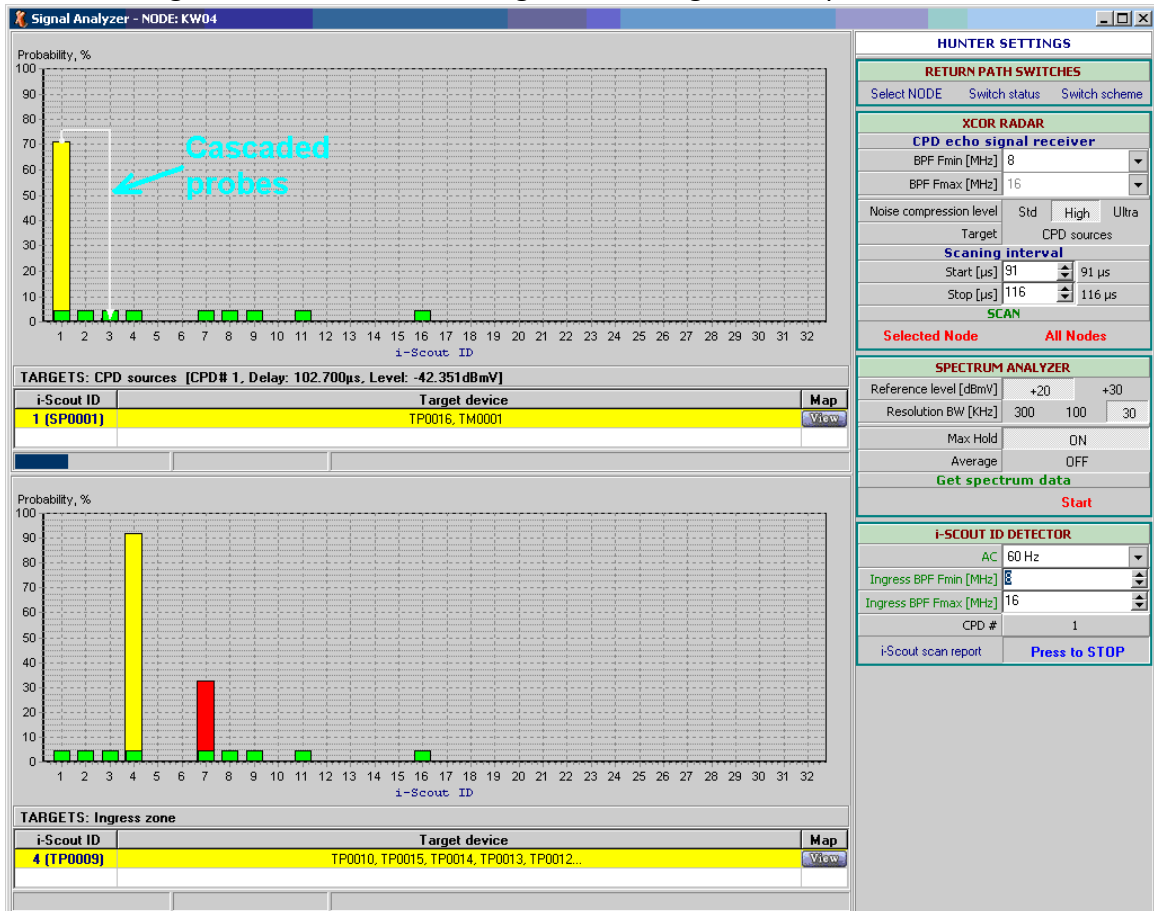 Signal Analyzer - NODE: KW04
Probability, %
100
90
80
70
60
50
40
30
20
10
0
Cascaded
probes
1 2 3 4 5 6 7 8 9 10 11 12 13 14 15 16 17 18 19 20 21 22 23 24 25 26 27 28 29 30 31 32
i-Scout ID
TARGETS: CPD sources [CPD# 1, Delay: 102.700µs, Level: -42.351dBmV]
i-Scout ID Target device Map
1 (SP0001) TP0016, TM0001 View
Probability, %
100
90
80
70
60
50
40
30
20
10
0
1 2 3 4 5 6 7 8 9 10 11 12 13 14 15 16 17 18 19 20 21 22 23 24 25 26 27 28 29 30 31 32
i-Scout ID
TARGETS: Ingress zone
i-Scout ID Target device Map
4 (TP0009) TP0010, TP0015, TP0014, TP0013, TP0012... View
HUNTER SETTINGS
RETURN PATH SWITCHES
Select NODE Switch status Switch scheme
XCOR RADAR
CPD echo signal receiver
BPF Fmin [MHz] 8
BPF Fmax [MHz] 16
Noise compression level Std High Ultra
Target CPD sources
Scaning interval
Start [µs] 91 91 µs
Stop [µs] 116 116 µs
SCAN
Selected Node All Nodes
SPECTRUM ANALYZER
Reference level [dBmV] +20 +30
Resolution BW [KHz] 300 100 30
Max Hold ON
Average OFF
Get spectrum data
Start
i-SCOUT ID DETECTOR
AC 60 Hz
Ingress BPF Fmin [MHz] 8
Ingress BPF Fmax [MHz] 16
CPD # 1
i-Scout scan report Press to STOP